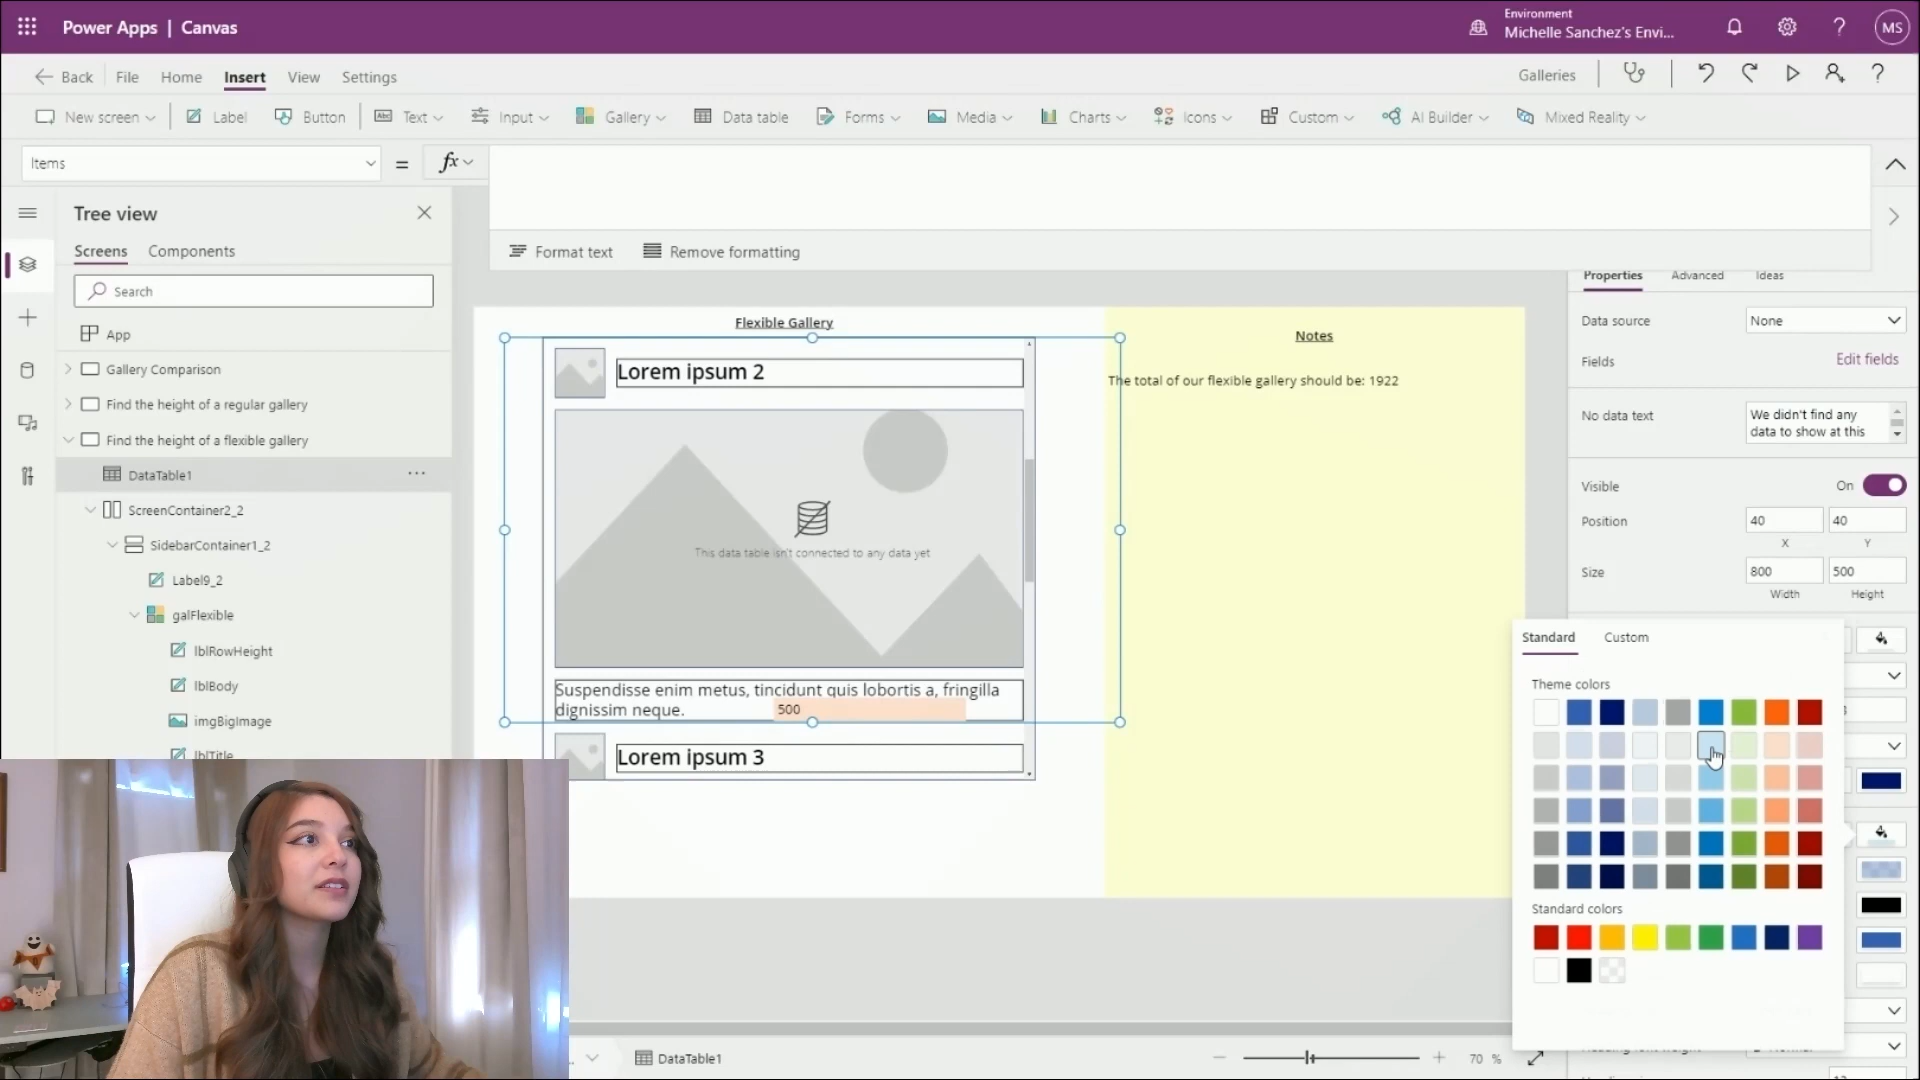 Power Apps | Canvas
Environment
Michelle Sanchez's Envi...
MS
Back
File
Home
Insert
View
Settings
Galleries
New screen
Label
Button
Abc
Text
Input
Gallery
Data table
Forms
Media
Charts
Icons
Custom
AI Builder
Mixed Reality
Items
=
fx
Tree view
Screens
Components
Search
Format text
Remove formatting
App
Gallery Comparison
Find the height of a regular gallery
Find the height of a flexible gallery
DataTable1
ScreenContainer2_2
SidebarContainer1_2
Label9_2
galFlexible
lblRowHeight
lblBody
imgBigImage
lblTitle
Flexible Gallery
Lorem ipsum 2
This data table isn't connected to any data yet
Suspendisse enim metus, tincidunt quis lobortis a, fringilla
dignissim neque.
500
Lorem ipsum 3
Notes
The total of our flexible gallery should be: 1922
Properties
Advanced
Ideas
Data source
None
Fields
Edit fields
No data text
We didn't find any
data to show at this
Visible
On
Position
40
40
X
Y
Size
800
500
Width
Height
Standard
Custom
Theme colors
Standard colors
DataTable1
70 %